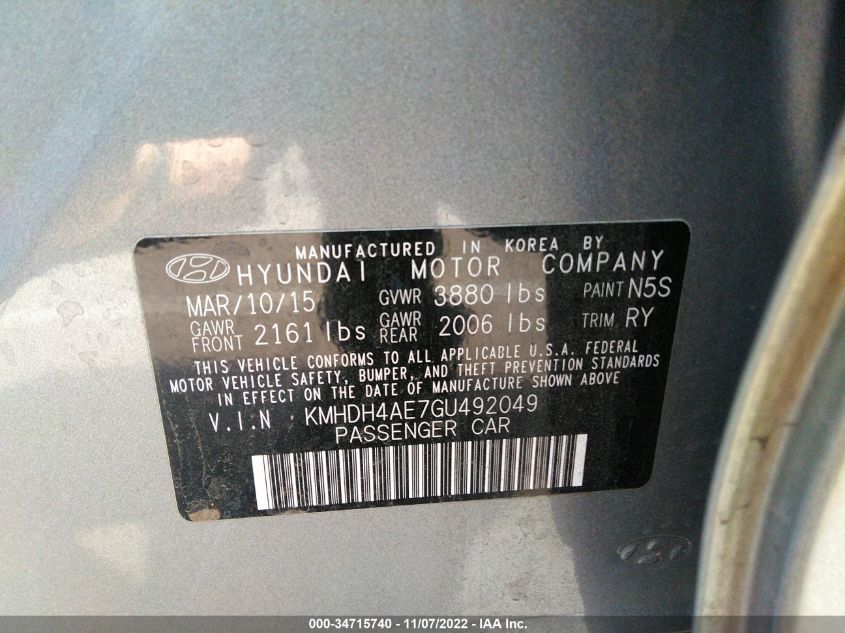 MANUFACTURED IN KOREA BY
HYUNDAI MOTOR COMPANY
MAR/10/15 GVWR 3880 lbs PAINT N5S
GAWR FRONT 2161 lbs GAWR REAR 2006 lbs TRIM RY
THIS VEHICLE CONFORMS TO ALL APPLICABLE U.S.A. FEDERAL
MOTOR VEHICLE SAFETY, BUMPER, AND THEFT PREVENTION STANDARDS
IN EFFECT ON THE DATE OF MANUFACTURE SHOWN ABOVE
V.I.N KMHDH4AE7GU492049
PASSENGER CAR
000-34715740 - 11/07/2022 - IAA Inc.